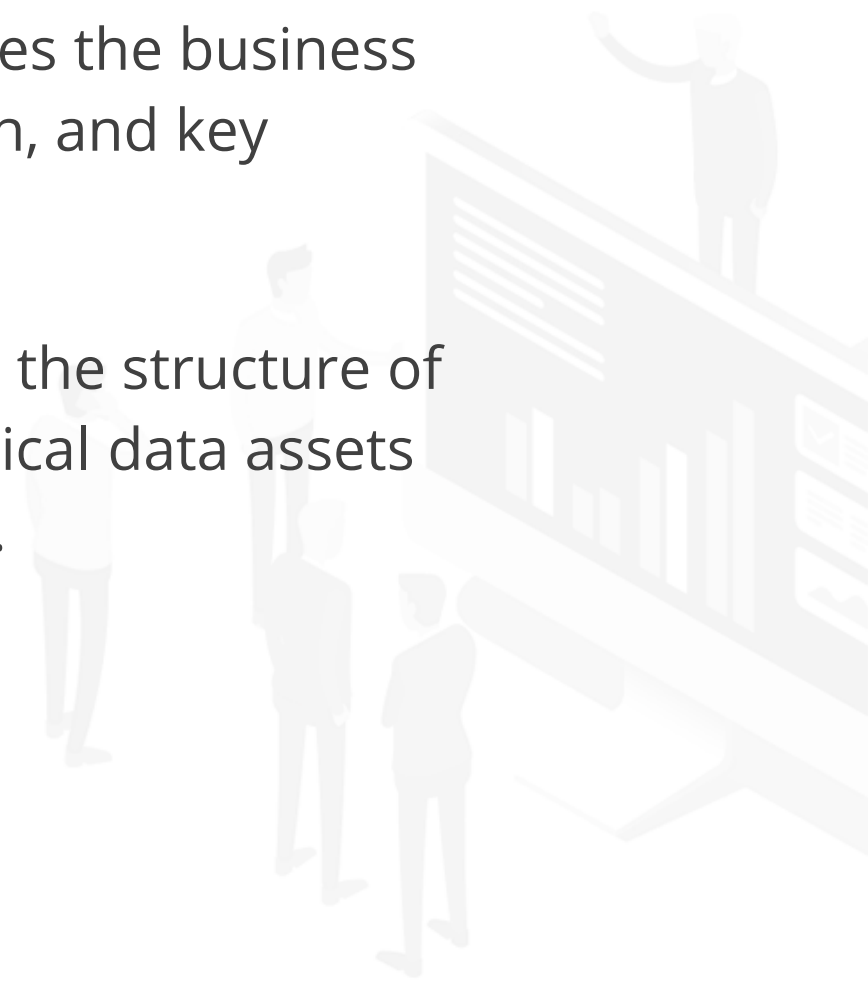 es the business
n, and key
the structure of
ical data assets
.